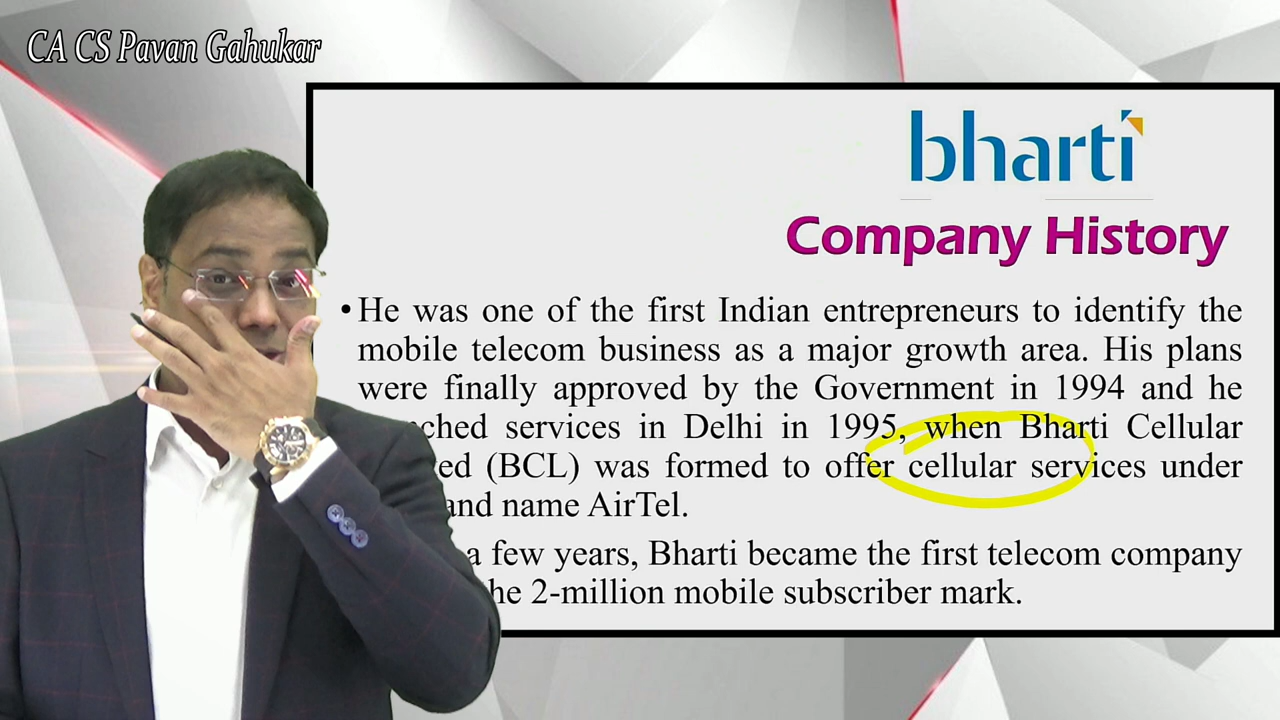 CA CS Pavan Gahukar
bharti
Company History
• He was one of the first Indian entrepreneurs to identify the
mobile telecom business as a major growth area. His plans
were finally approved by the Government in 1994 and he
ched services in Delhi in 1995, when Bharti Cellular
ed (BCL) was formed to offer cellular services under
and name AirTel.
a few years, Bharti became the first telecom company
he 2-million mobile subscriber mark.